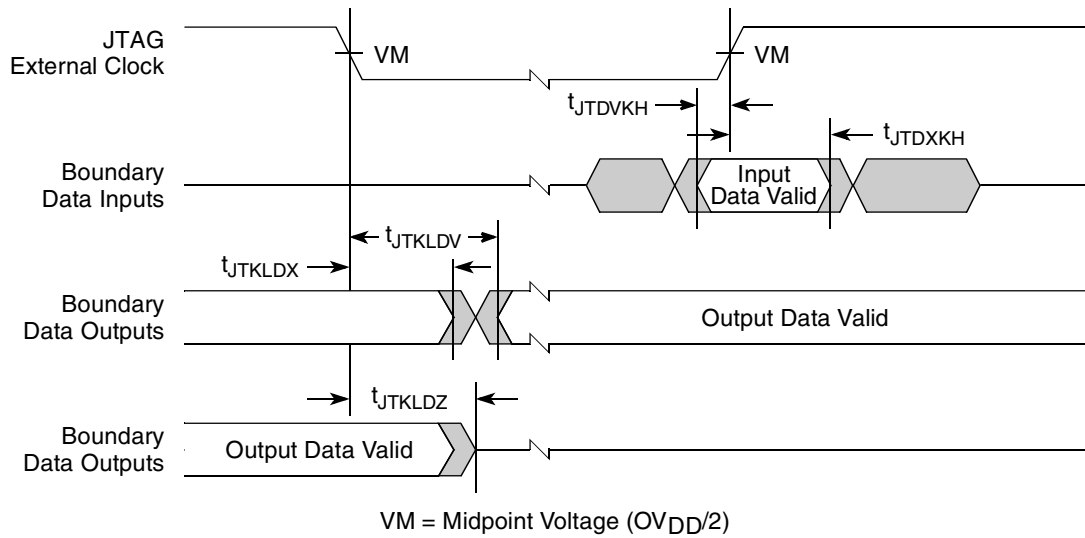 JTAG
External Clock
VM
VM
tJTDVKH
tJTDXKH
Boundary
Data Inputs
Input
Data Valid
tJTKLDV
tJTKLDX
Boundary
Data Outputs
Output Data Valid
tJTKLDZ
Boundary
Data Outputs
Output Data Valid
VM = Midpoint Voltage (OVDD/2)